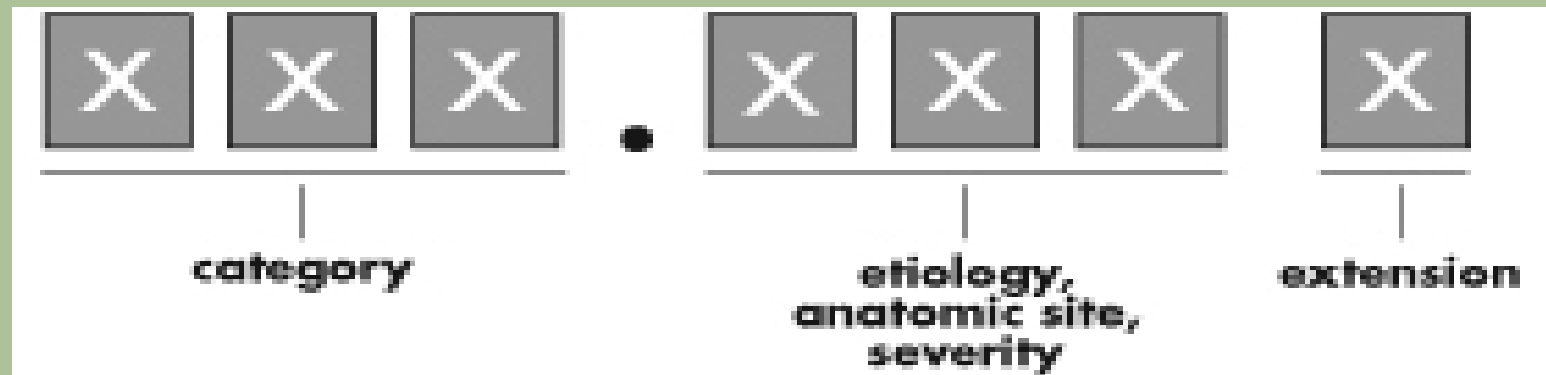 X X X . X X X X
category
etiology,
anatomic site,
severity
extension